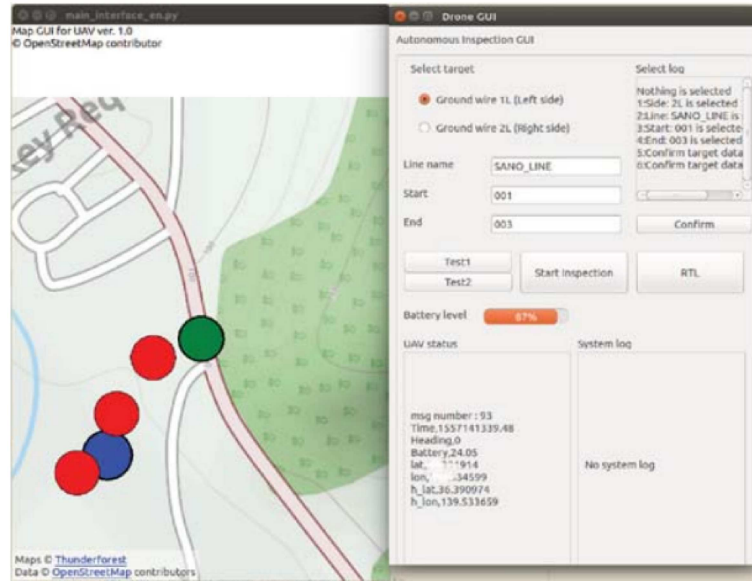 main_interface_en.py
Map GUI for UAV ver. 1.0
© OpenStreetMap contributor
Key Req
Maps © Thunderforest
Data © OpenStreetMap contributors
Drone GUI
Autonomous Inspection GUI
Select target
Ground wire 1L (Left side)
Ground wire 2L (Right side)
Line name
SANO_LINE
Start
001
End
003
Select log
Nothing is selected
1:Side: 2L is selected
2:Line: SANO_LINE is
3:Start: 001 is selecte
4:End: 003 is selected
5:Confirm target data
6:Confirm target data
Confirm
Test1
Test2
Start Inspection
RTL
Battery level
67%
UAV status
msg number : 93
Time,1557141339.48
Heading,0
Battery,24.05
lat,
lon,
h_lat,36.390974
h_lon,139.533659
System log
No system log